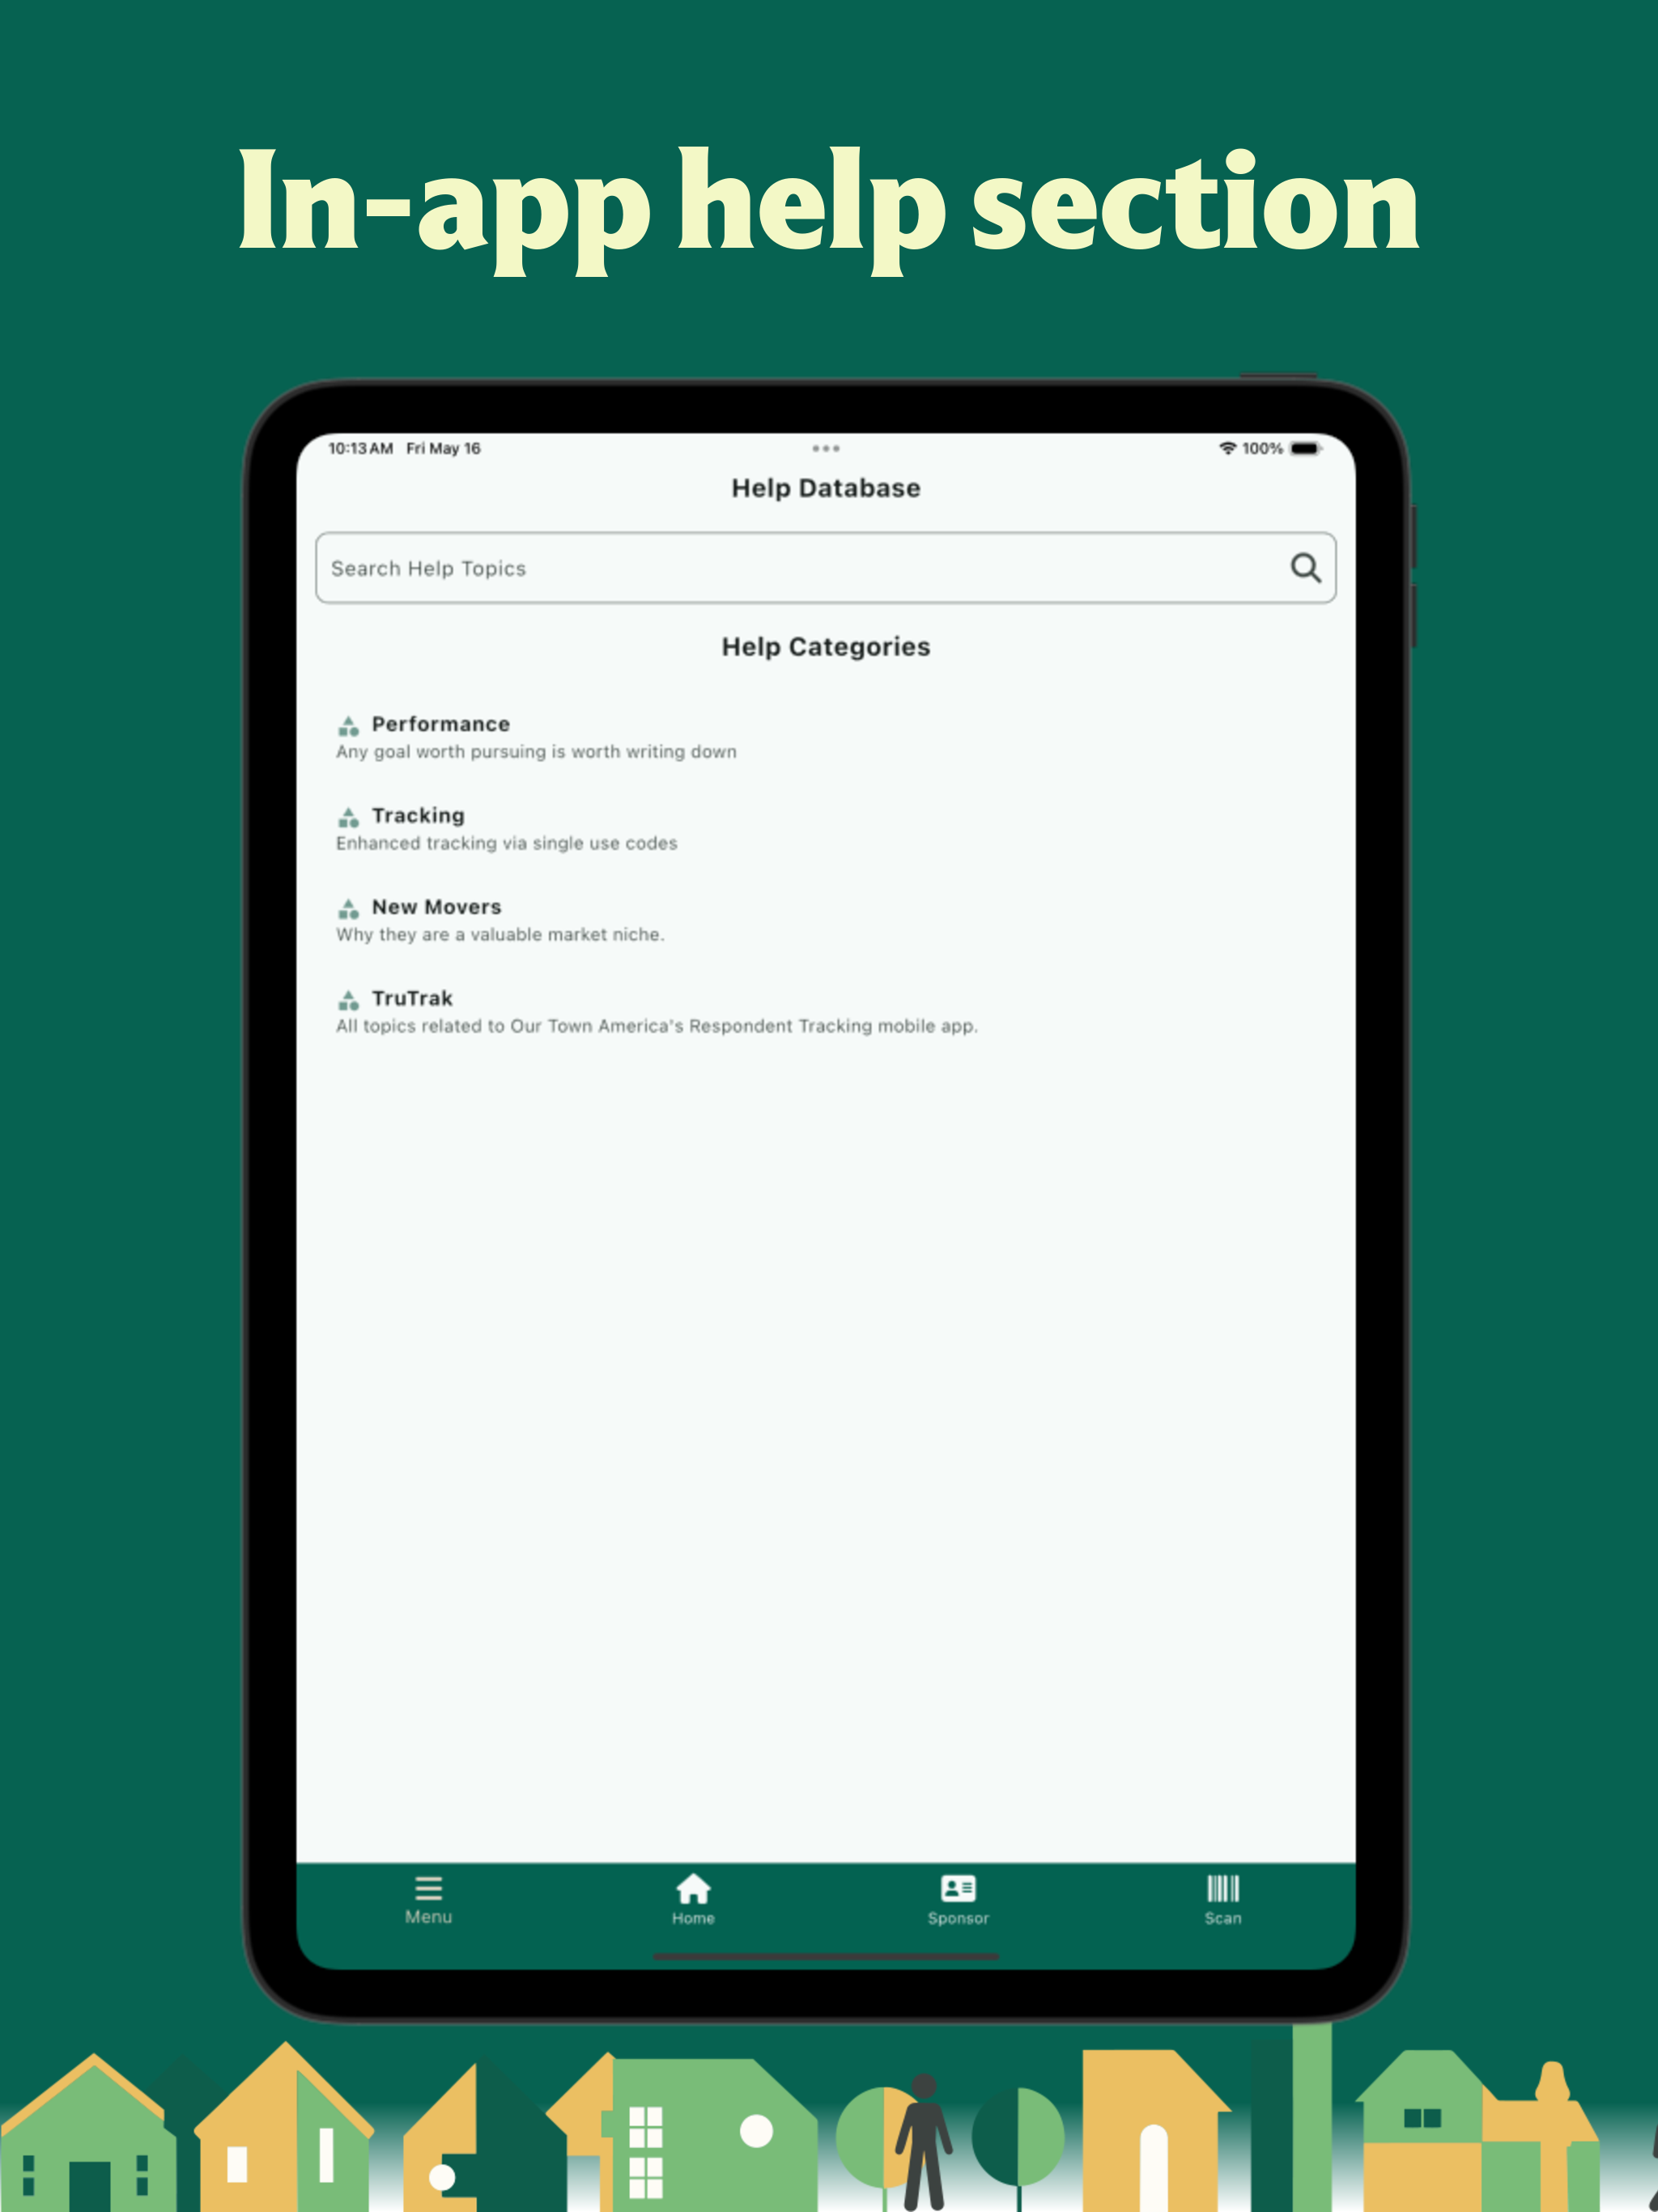 In-app help section
10:13 AM Fri May 16
100%
Help Database
Search Help Topics
Help Categories
Performance
Any goal worth pursuing is worth writing down
Tracking
Enhanced tracking via single use codes
New Movers
Why they are a valuable market niche.
TruTrak
All topics related to Our Town America's Respondent Tracking mobile app.
Menu
Home
Sponsor
Scan